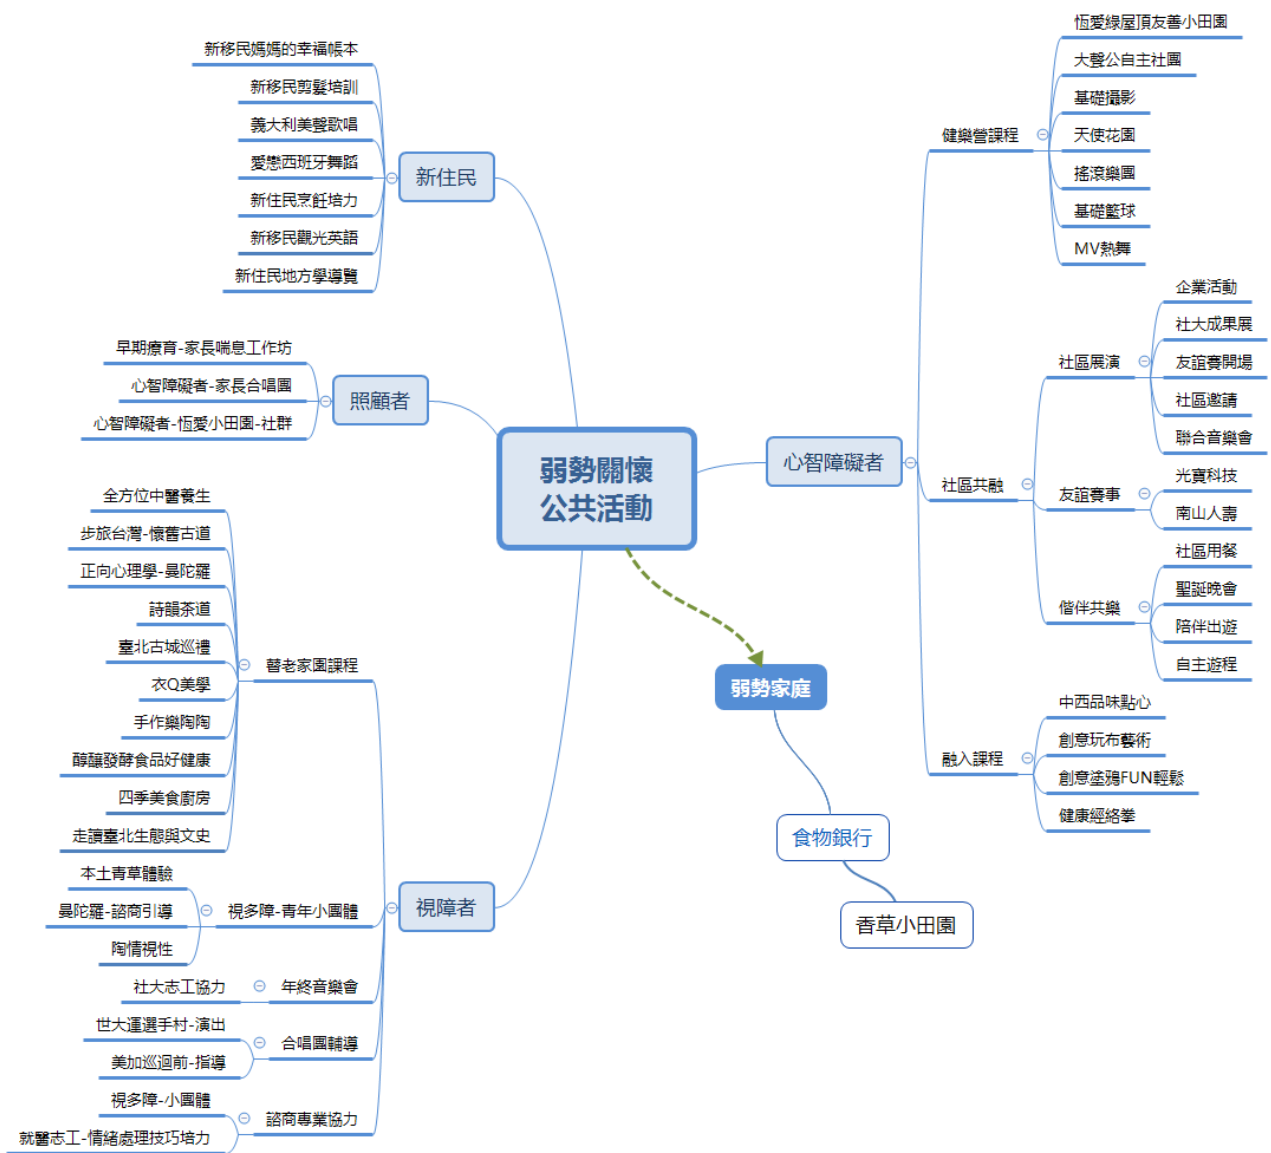 弱勢關懷
公共活動
新住民
新移民媽媽的幸福帳本
新移民剪髮培訓
義大利美聲歌唱
愛戀西班牙舞蹈
新住民烹飪培力
新移民觀光英語
新住民地方學導覽
照顧者
早期療育-家長喘息工作坊
心智障礙者-家長合唱團
心智障礙者-恆愛小田園-社群
視障者
瞽老家園課程
全方位中醫養生
步旅台灣-懷舊古道
正向心理學-曼陀羅
詩韻茶道
臺北古城巡禮
衣Q美學
手作樂陶陶
醇釀發酵食品好健康
四季美食廚房
走讀臺北生態與文史
視多障-青年小團體
本土青草體驗
曼陀羅-諮商引導
陶情視性
年終音樂會
社大志工協力
合唱團輔導
世大運選手村-演出
美加巡迴前-指導
諮商專業協力
視多障-小團體
就醫志工-情緒處理技巧培力
心智障礙者
健樂營課程
恆愛綠屋頂友善小田園
大聲公自主社團
基礎攝影
天使花園
搖滾樂團
基礎籃球
MV熱舞
社區共融
社區展演
企業活動
社大成果展
友誼賽開場
社區邀請
聯合音樂會
友誼賽事
光寶科技
南山人壽
偕伴共樂
社區用餐
聖誕晚會
陪伴出遊
自主遊程
融入課程
中西品味點心
創意玩布藝術
創意塗鴉FUN輕鬆
健康經絡拳
弱勢家庭
食物銀行
香草小田園